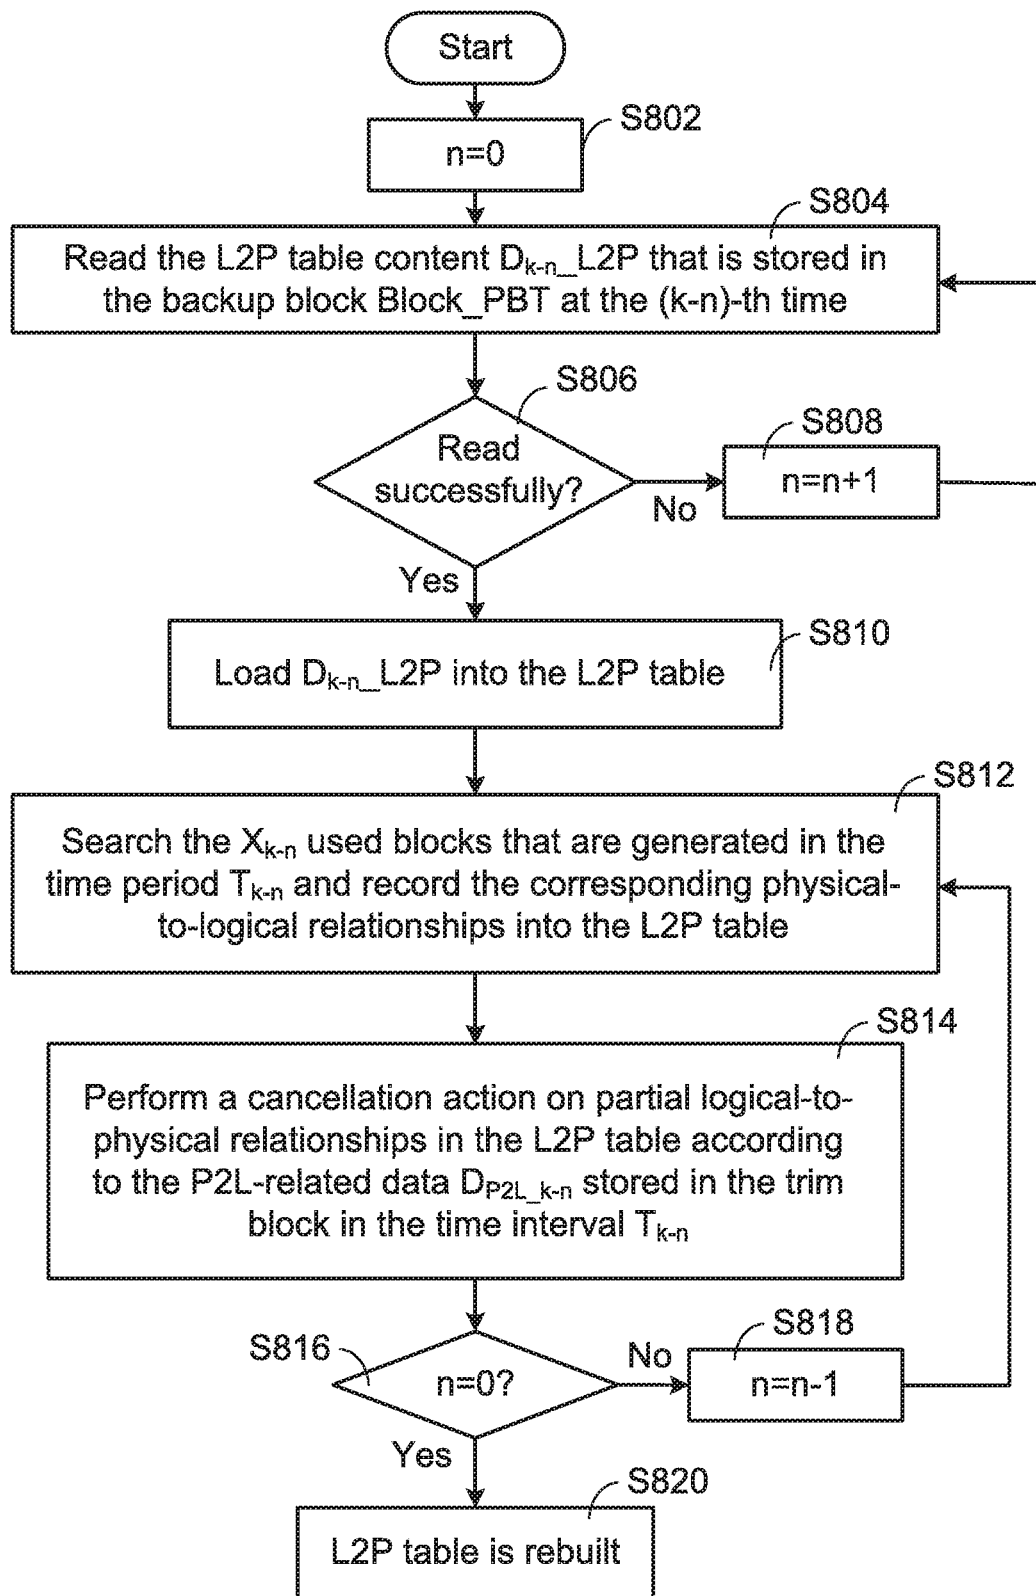 Start
S802
n=0
S804
Read the L2P table content Dk-n_L2P that is stored in
the backup block Block_PBT at the (k-n)-th time
S806
Read
successfully?
S808
n=n+1
No
Yes
S810
Load Dk-n_L2P into the L2P table
S812
Search the Xk-n used blocks that are generated in the
time period Tk-n and record the corresponding physical-
to-logical relationships into the L2P table
S814
Perform a cancellation action on partial logical-to-
physical relationships in the L2P table according
to the P2L-related data DP2L_k-n stored in the trim
block in the time interval Tk-n
S816
n=0?
No
S818
n=n-1
Yes
S820
L2P table is rebuilt